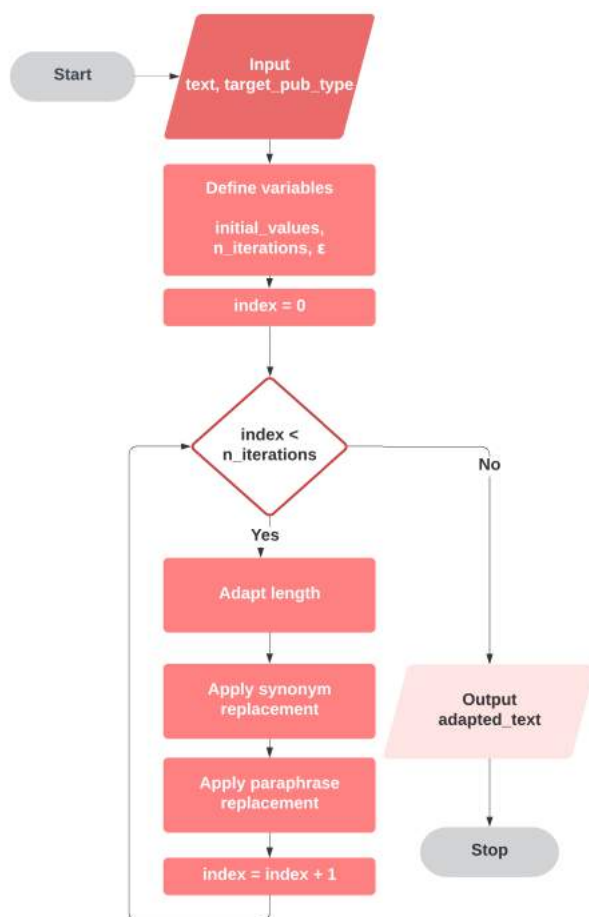 Start
Input
text, target_pub_type
Define variables
initial_values,
n_iterations, ε
index = 0
index <
n_iterations
No
Yes
Adapt length
Apply synonym
replacement
Output
adapted_text
Apply paraphrase
replacement
Stop
index = index + 1